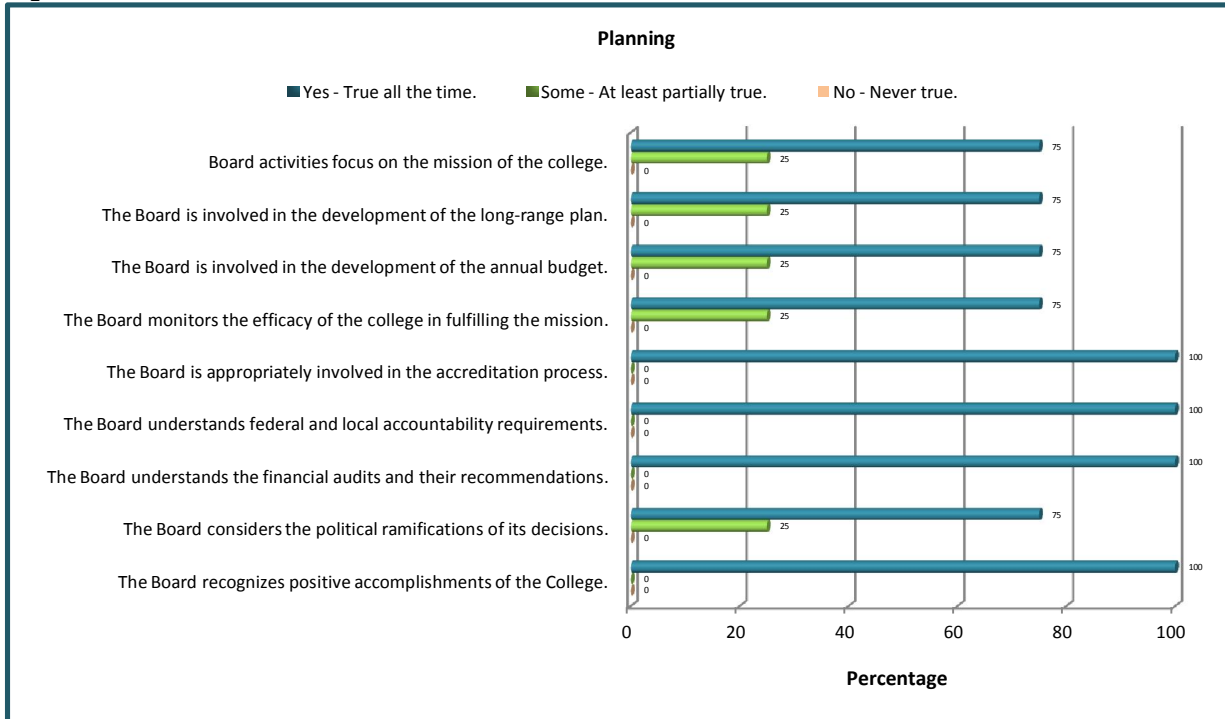 Planning
Yes - True all the time. Some - At least partially true. No - Never true.
Board activities focus on the mission of the college.
75
25
0
The Board is involved in the development of the long-range plan.
75
25
0
The Board is involved in the development of the annual budget.
75
25
0
The Board monitors the efficacy of the college in fulfilling the mission.
75
25
0
The Board is appropriately involved in the accreditation process.
100
0
0
The Board understands federal and local accountability requirements.
100
0
0
The Board understands the financial audits and their recommendations.
100
0
0
The Board considers the political ramifications of its decisions.
75
25
0
The Board recognizes positive accomplishments of the College.
100
0
0
0 20 40 60 80 100
Percentage